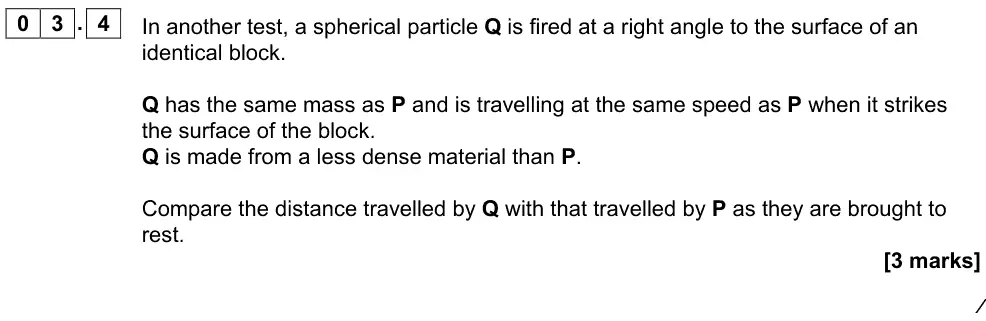 0 3 . 4 In another test, a spherical particle Q is fired at a right angle to the surface of an
identical block.
Q has the same mass as P and is travelling at the same speed as P when it strikes
the surface of the block.
Q is made from a less dense material than P.
Compare the distance travelled by Q with that travelled by P as they are brought to
rest.
[3 marks]